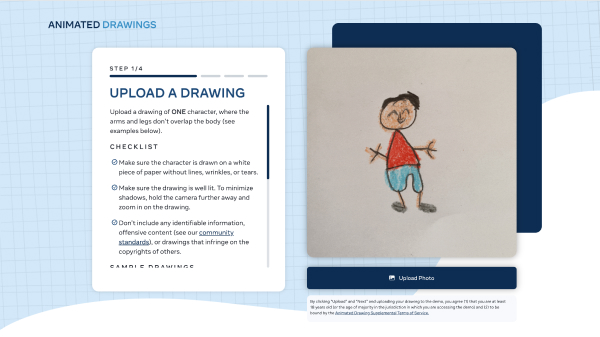 ANIMATED DRAWINGS
STEP 1/4
UPLOAD A DRAWING
Upload a drawing of ONE character, where the
arms and legs don't overlap the body (see
examples below).
CHECKLIST
Make sure the character is drawn on a white
piece of paper without lines, wrinkles, or tears.
Make sure the drawing is well lit. To minimize
shadows, hold the camera further away and
zoom in on the drawing.
Don't include any identifiable information,
offensive content (see our community
standards), or drawings that infringe on the
copyrights of others.
SAMPLE DRAWINGS
Upload Photo
By clicking "Upload" and "Next" and uploading your drawing to the demo, you agree (1) that you are at least
18 years old (or the age of majority in the jurisdiction in which you are accessing the demo) and (2) to be
bound by the Animated Drawing Supplemental Terms of Service.